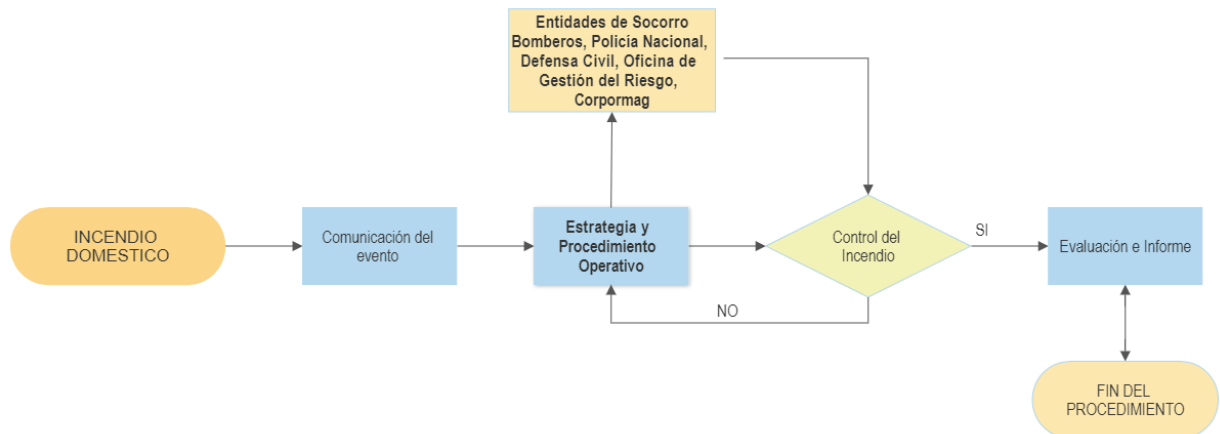 Entidades de Socorro
Bomberos, Policía Nacional,
Defensa Civil, Oficina de
Gestión del Riesgo,
Corpormag
INCENDIO
DOMESTICO
Comunicación del
evento
Estrategia y
Procedimiento
Operativo
Control del
Incendio
SI
Evaluación e Informe
NO
FIN DEL
PROCEDIMIENTO